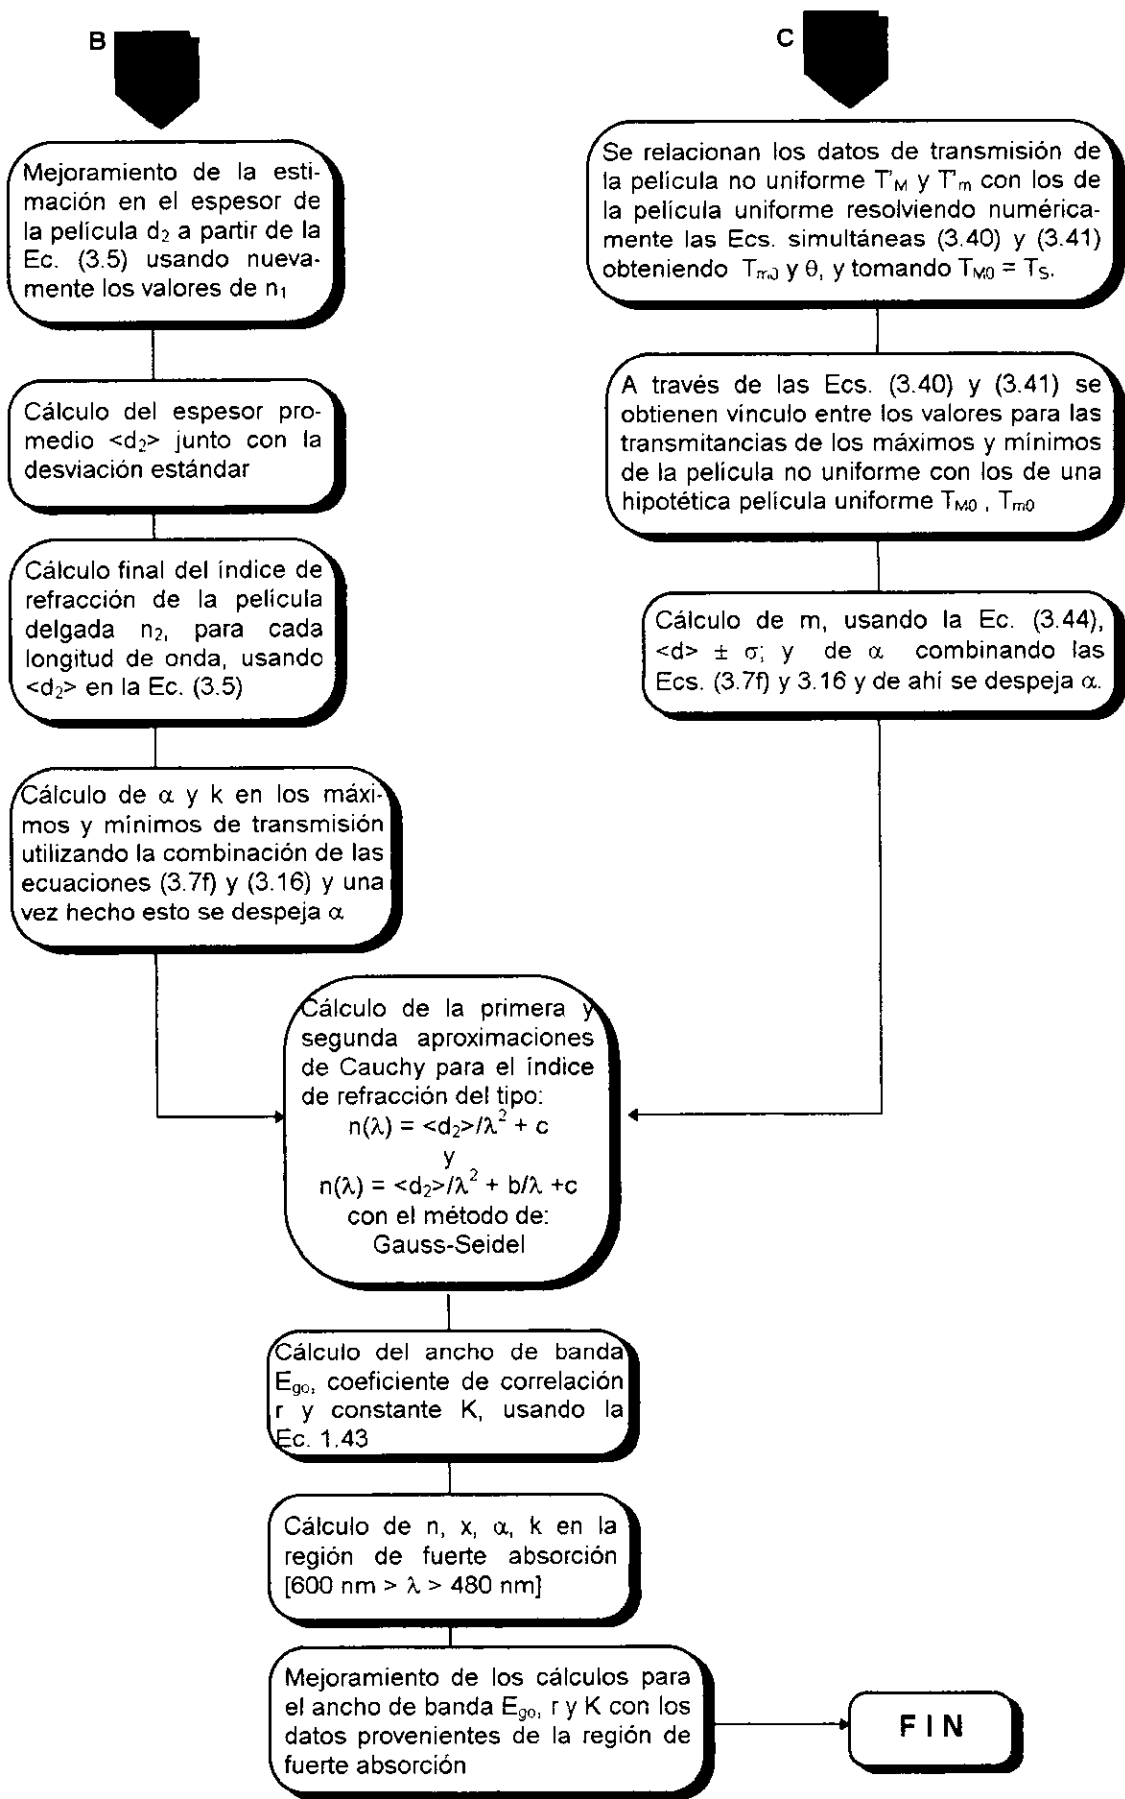 B
Mejoramiento de la esti-
mación en el espesor de
la película d₂ a partir de la
Ec. (3.5) usando nueva-
mente los valores de n₁
Cálculo del espesor pro-
medio <d₂> junto con la
desviación estándar
Cálculo final del índice de
refracción de la película
delgada n₂, para cada
longitud de onda, usando
<d₂> en la Ec. (3.5)
Cálculo de α y k en los máxi-
mos y mínimos de transmisión
utilizando la combinación de las
ecuaciones (3.7f) y (3.16) y una
vez hecho esto se despeja α
C
Se relacionan los datos de transmisión de
la película no uniforme T'M y T'm con los de
la película uniforme resolviendo numérica-
mente las Ecs. simultáneas (3.40) y (3.41)
obteniendo Tm0 y θ, y tomando TM0 = TS.
A través de las Ecs. (3.40) y (3.41) se
obtienen vínculo entre los valores para las
transmitancias de los máximos y mínimos
de la película no uniforme con los de una
hipotética película uniforme TM0 , Tm0
Cálculo de m, usando la Ec. (3.44),
<d> ± σ; y de α combinando las
Ecs. (3.7f) y 3.16 y de ahí se despeja α.
Cálculo de la primera y
segunda aproximaciones
de Cauchy para el índice
de refracción del tipo:
n(λ) = <d₂>/λ² + c
y
n(λ) = <d₂>/λ² + b/λ +c
con el método de:
Gauss-Seidel
Cálculo del ancho de banda
Ego, coeficiente de correlación
r y constante K, usando la
Ec. 1.43
Cálculo de n, x, α, k en la
región de fuerte absorción
[600 nm > λ > 480 nm]
Mejoramiento de los cálculos para
el ancho de banda Ego, r y K con los
datos provenientes de la región de
fuerte absorción
F I N